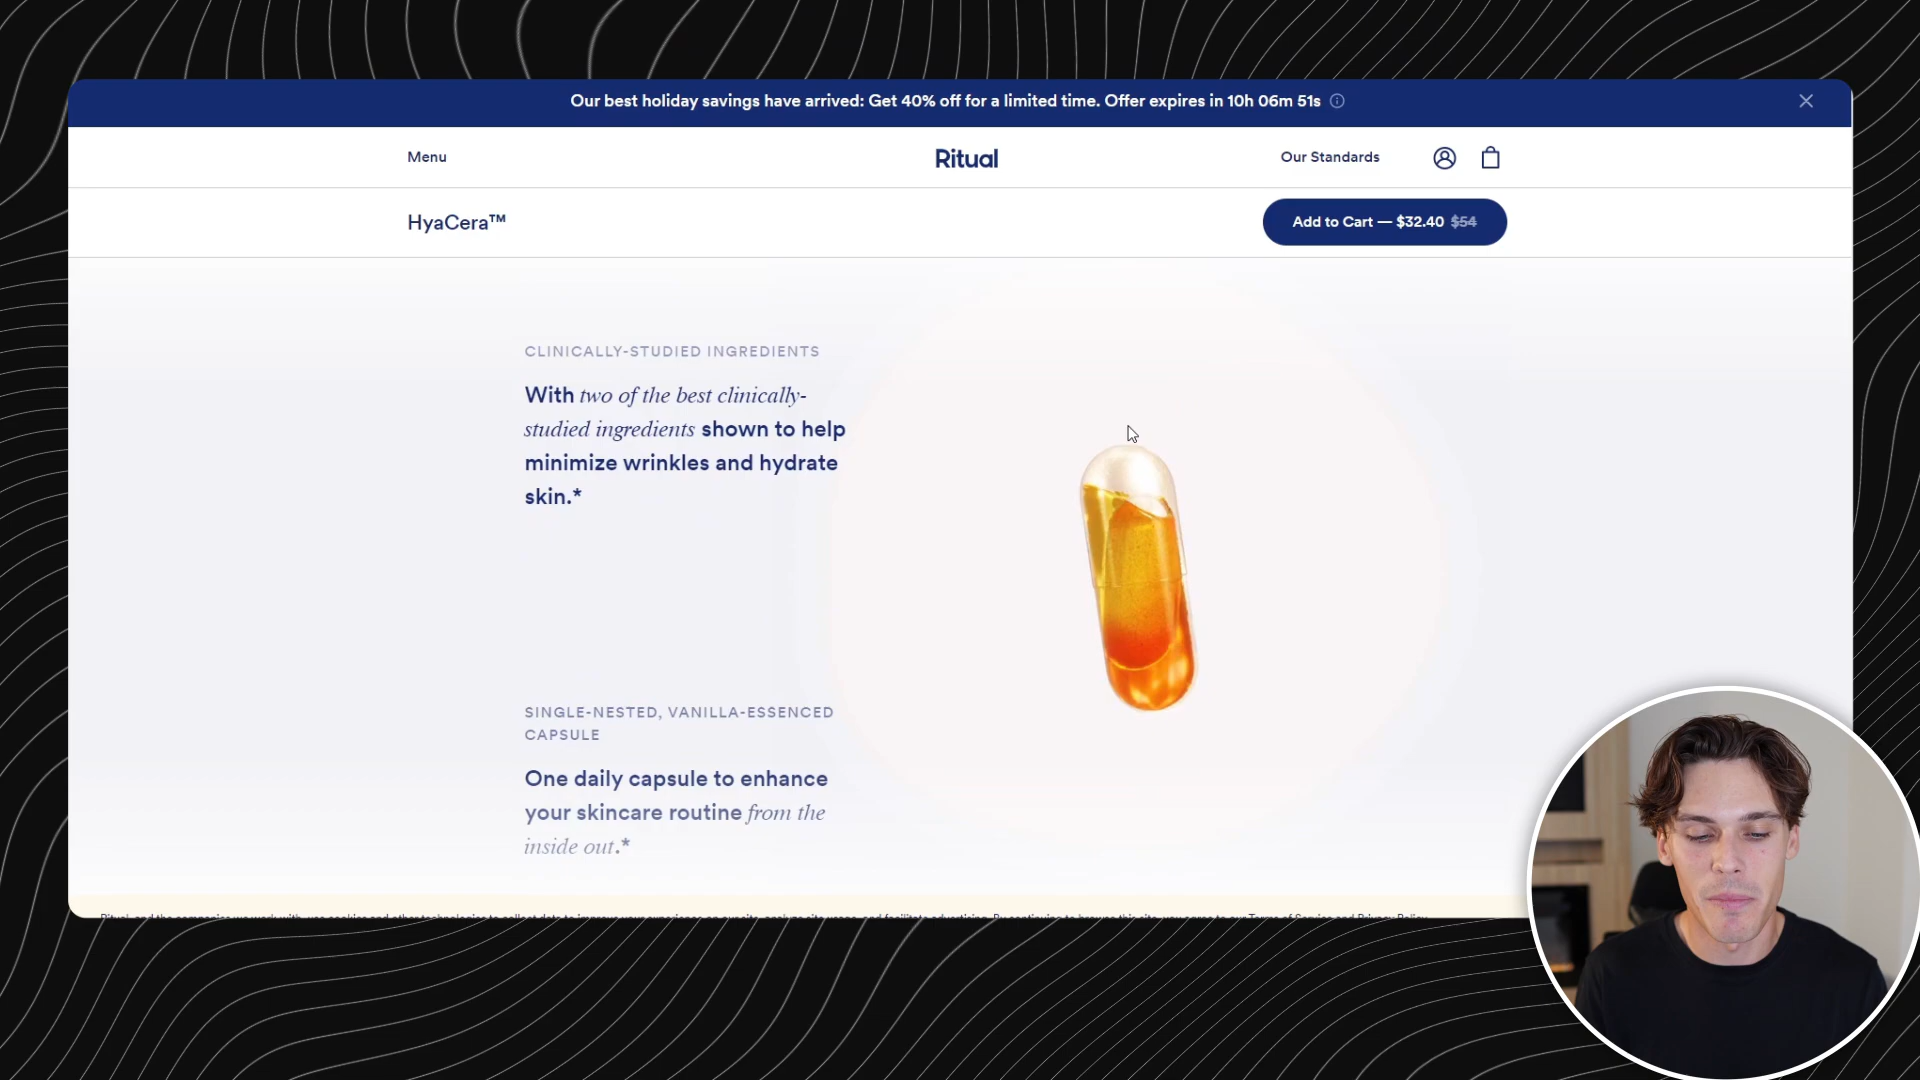 Our best holiday savings have arrived: Get 40% off for a limited time. Offer expires in 10h 06m 51s
Menu
Ritual
Our Standards
HyaCera™
Add to Cart — $32.40 $54
CLINICALLY-STUDIED INGREDIENTS
With two of the best clinically-
studied ingredients shown to help
minimize wrinkles and hydrate
skin.*
SINGLE-NESTED, VANILLA-ESSENCED
CAPSULE
One daily capsule to enhance
your skincare routine from the
inside out.*